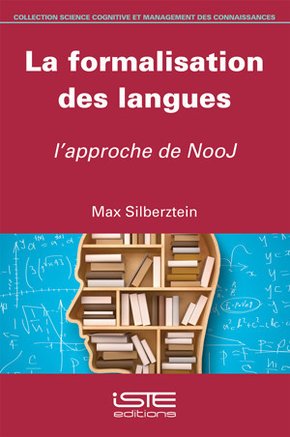 COLLECTION SCIENCE COGNITIVE ET MANAGEMENT DES CONNAISSANCES
La formalisation
des langues
l'approche de NooJ
Max Silberztein
iSTE
editions